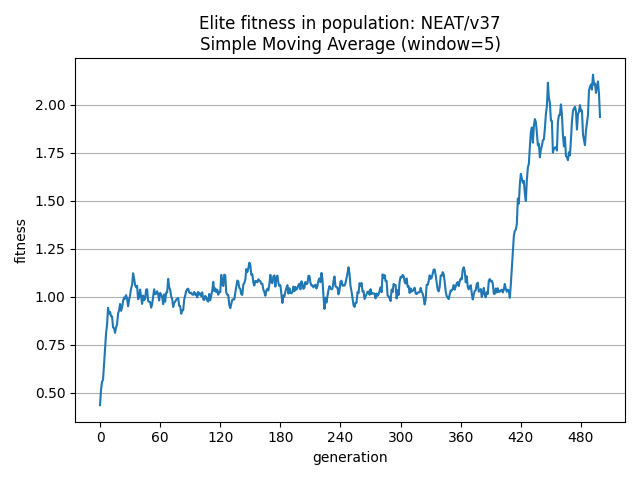 Elite fitness in population: NEAT/v37
Simple Moving Average (window=5)
fitness
2.00
1.75
1.50
1.25
1.00
0.75
0.50
0 60 120 180 240 300 360 420 480
generation